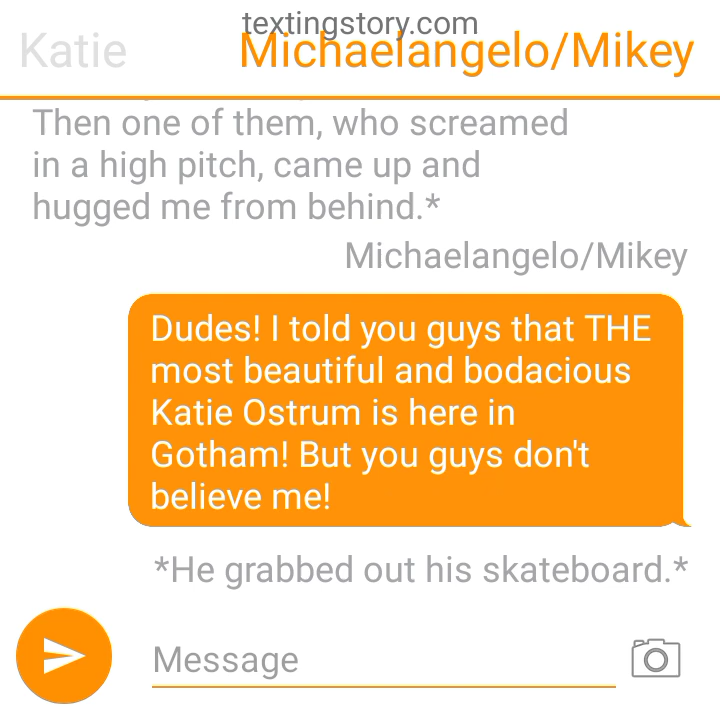 textingstory.com
Katie
Michaelangelo/Mikey
Then one of them, who screamed
in a high pitch, came up and
hugged me from behind.*
Michaelangelo/Mikey
Dudes! I told you guys that THE
most beautiful and bodacious
Katie Ostrum is here in
Gotham! But you guys don't
believe me!
*He grabbed out his skateboard.*
Message